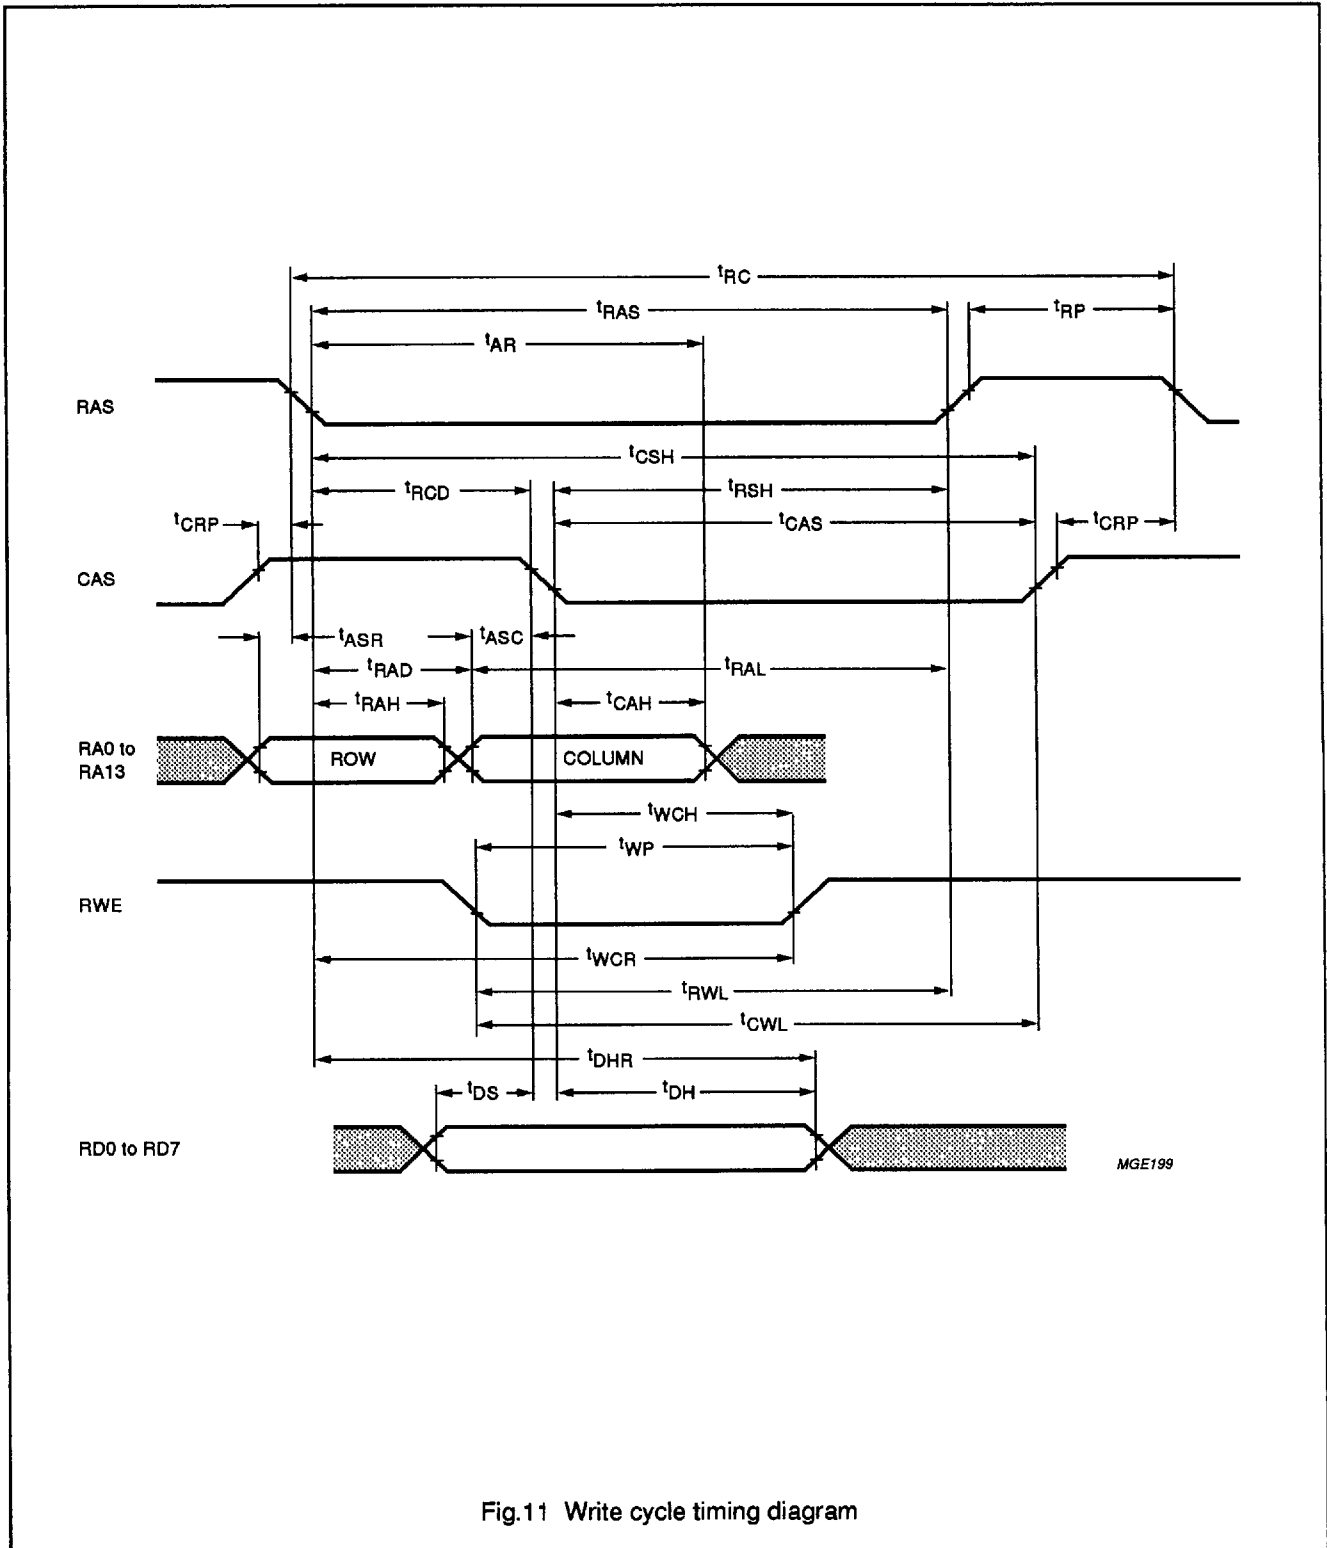 tRC
tRAS
tRP
tAR
RAS
tCSH
tRCD
tRSH
tCRP
tCAS
tCRP
CAS
tASR
tASC
tRAD
tRAL
tRAH
tCAH
RA0 to
RA13
ROW
COLUMN
tWCH
tWP
RWE
tWCR
tRWL
tCWL
tDHR
tDS
tDH
RD0 to RD7
MGE199
Fig.11 Write cycle timing diagram